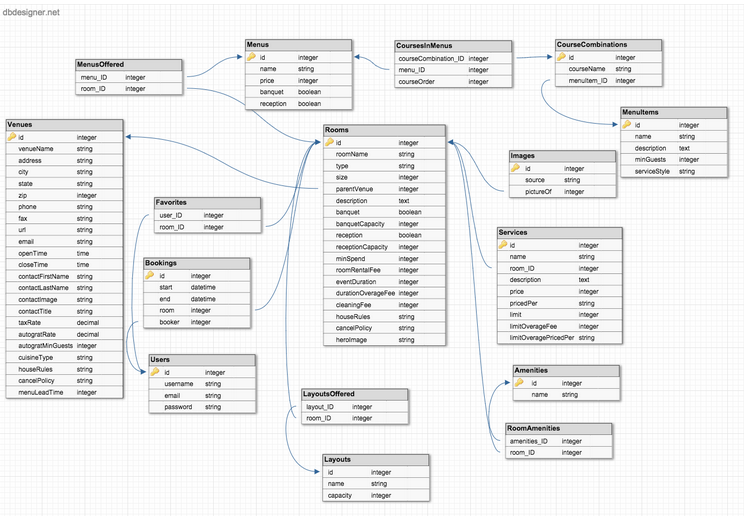 dbdesigner.net
MenusOffered
menu_ID integer
room_ID integer
Menus
id integer
name string
price integer
banquet boolean
reception boolean
CoursesInMenus
courseCombination_ID integer
menu_ID integer
courseOrder integer
CourseCombinations
id integer
courseName string
menuItem_ID integer
MenuItems
id integer
name string
description text
minGuests integer
serviceStyle string
Venues
id integer
venueName string
address string
city string
state string
zip integer
phone string
fax string
url string
email string
openTime time
closeTime time
contactFirstName string
contactLastName string
contactImage string
contactTitle string
taxRate decimal
autogratRate decimal
autogratMinGuests integer
cuisineType string
houseRules string
cancelPolicy string
menuLeadTime integer
Rooms
id integer
roomName string
type string
size integer
parentVenue integer
description text
banquet boolean
banquetCapacity integer
reception boolean
receptionCapacity integer
minSpend integer
roomRentalFee integer
eventDuration integer
durationOverageFee integer
cleaningFee integer
houseRules string
cancelPolicy string
heroImage string
Images
id integer
source string
pictureOf integer
Favorites
user_ID integer
room_ID integer
Services
id integer
name string
room_ID integer
description text
price integer
pricedPer string
limit integer
limitOverageFee integer
limitOveragePricedPer string
Bookings
id integer
start datetime
end datetime
room integer
booker integer
Users
id integer
username string
email string
password string
LayoutsOffered
layout_ID integer
room_ID integer
Amenities
id integer
name string
RoomAmenities
amenities_ID integer
room_ID integer
Layouts
id integer
name string
capacity integer